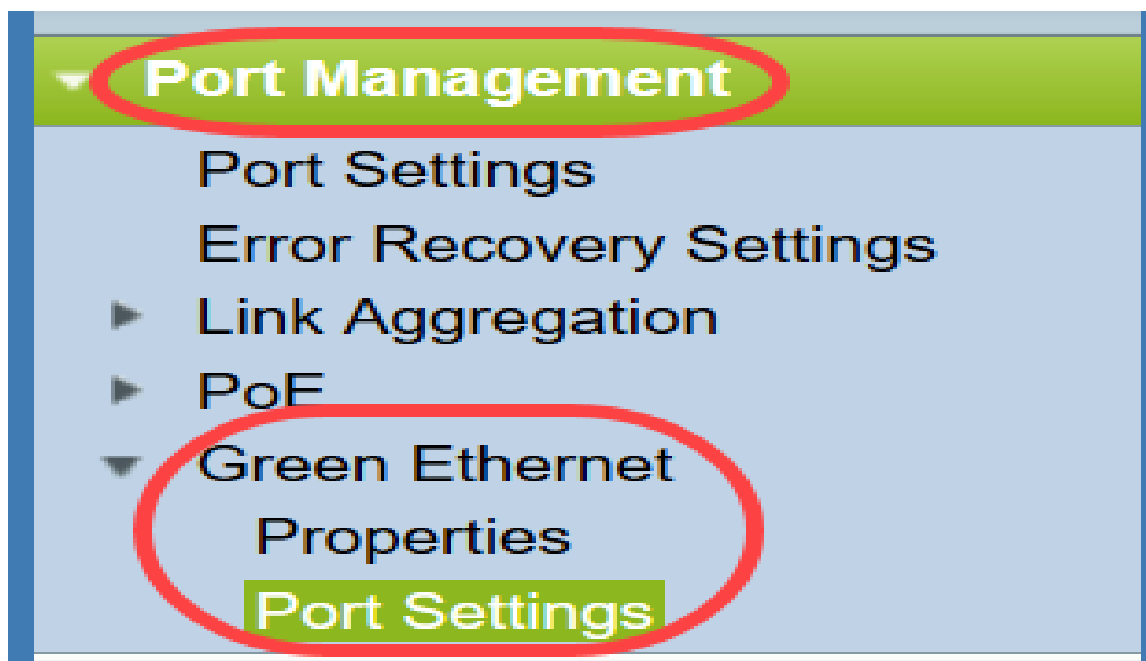 Port Management
Port Settings
Error Recovery Settings
Link Aggregation
PoE
Green Ethernet
Properties
Port Settings